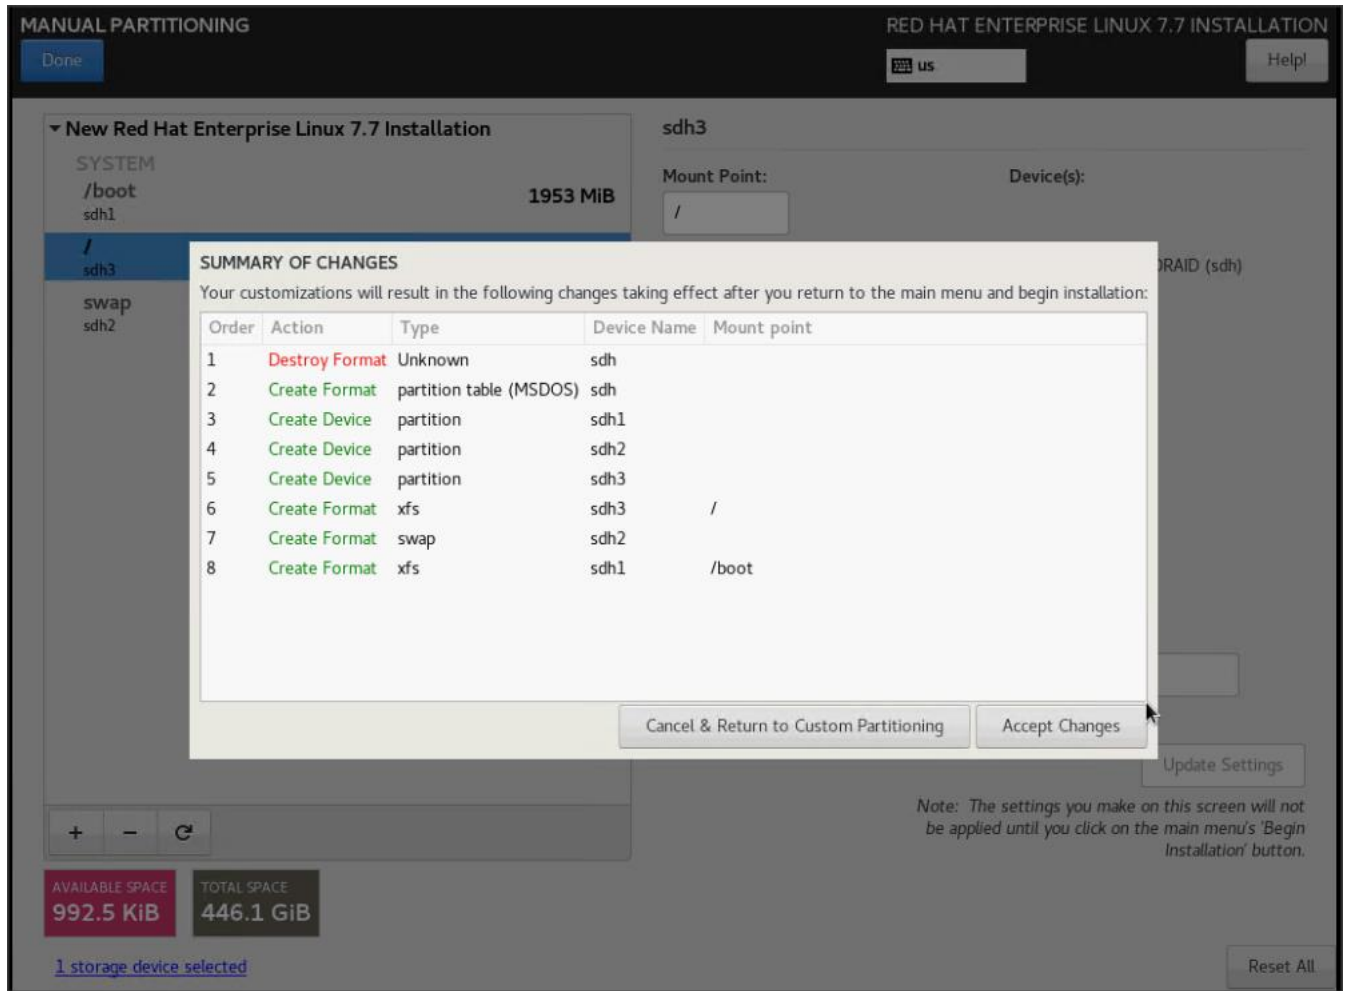 MANUAL PARTITIONING
RED HAT ENTERPRISE LINUX 7.7 INSTALLATION
Done
us
Help!
New Red Hat Enterprise Linux 7.7 Installation
SYSTEM
/boot
sdh1
1953 MiB
/
sdh3
swap
sdh2
sdh3
Mount Point:
Device(s):
/
RAID (sdh)
SUMMARY OF CHANGES
Your customizations will result in the following changes taking effect after you return to the main menu and begin installation:
Order Action Type Device Name Mount point
1 Destroy Format Unknown sdh
2 Create Format partition table (MSDOS) sdh
3 Create Device partition sdh1
4 Create Device partition sdh2
5 Create Device partition sdh3
6 Create Format xfs sdh3 /
7 Create Format swap sdh2
8 Create Format xfs sdh1 /boot
Cancel & Return to Custom Partitioning
Accept Changes
Update Settings
Note: The settings you make on this screen will not
be applied until you click on the main menu's 'Begin
Installation' button.
+ −
AVAILABLE SPACE
992.5 KiB
TOTAL SPACE
446.1 GiB
1 storage device selected
Reset All